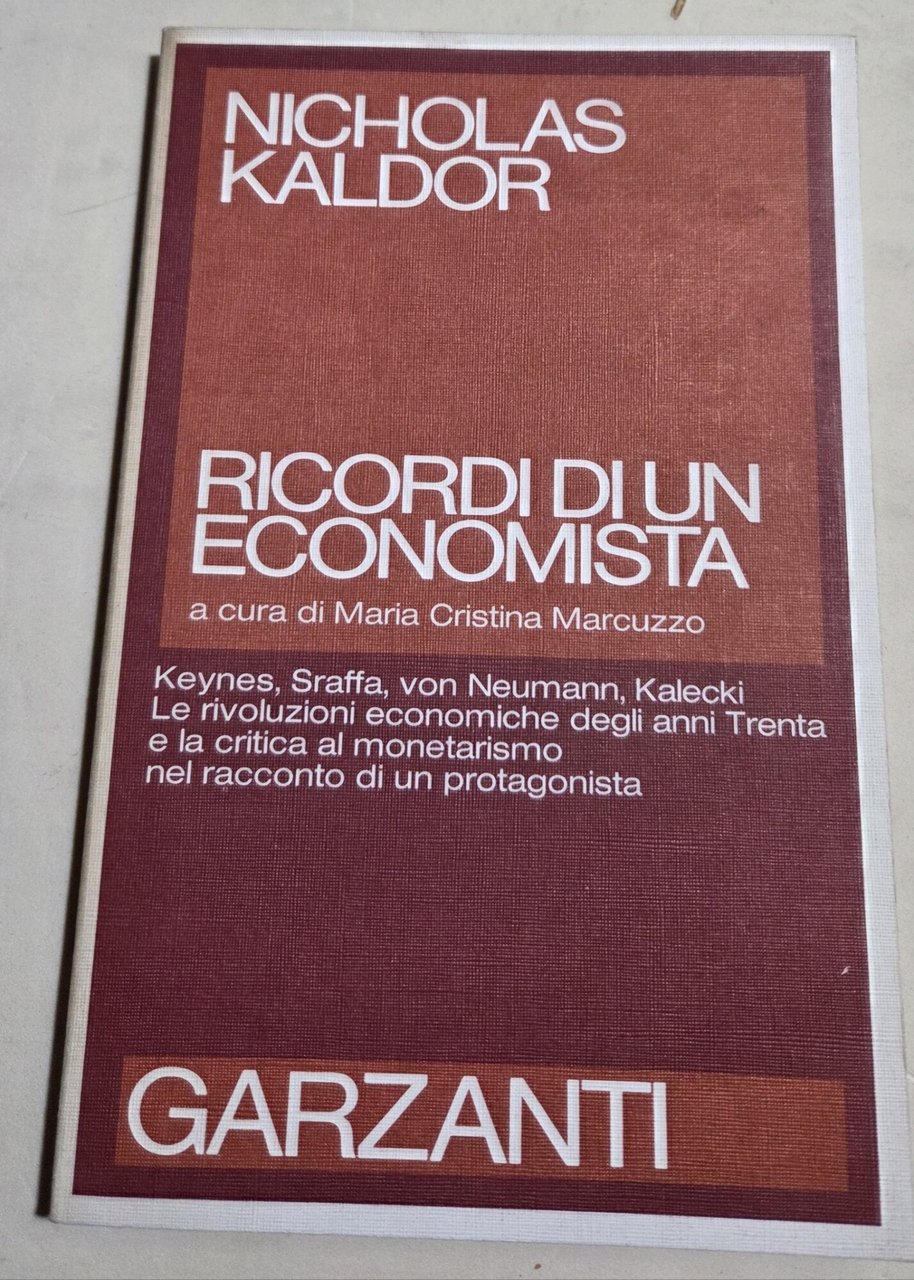 NICHOLAS
KALDOR
RICORDI DI UN
ECONOMISTA
a cura di Maria Cristina Marcuzzo
Keynes, Sraffa, von Neumann, Kalecki
Le rivoluzioni economiche degli anni Trenta
e la critica al monetarismo
nel racconto di un protagonista
GARZANTI